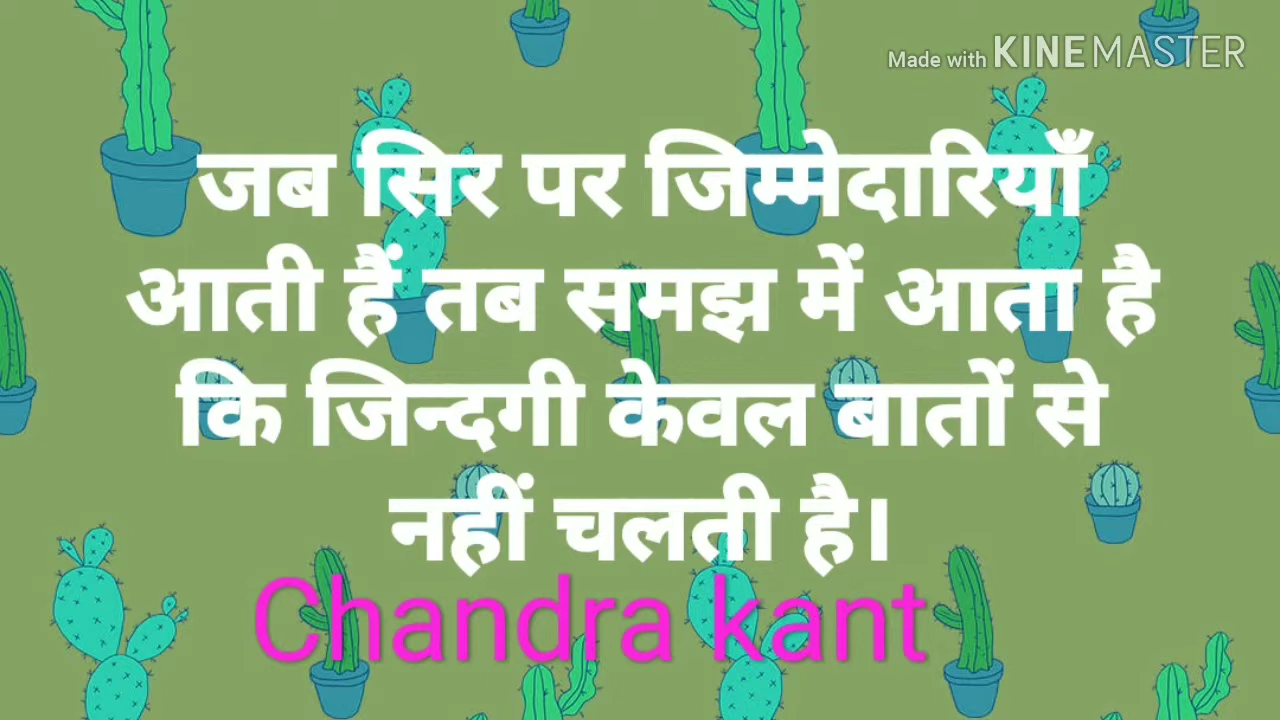 Made with KINEMASTER
जब सिर पर जिम्मेदारियाँ
आती हैं तब समझ में आता है
कि जिन्दगी केवल बातों से
नहीं चलती है।
Chandra kant